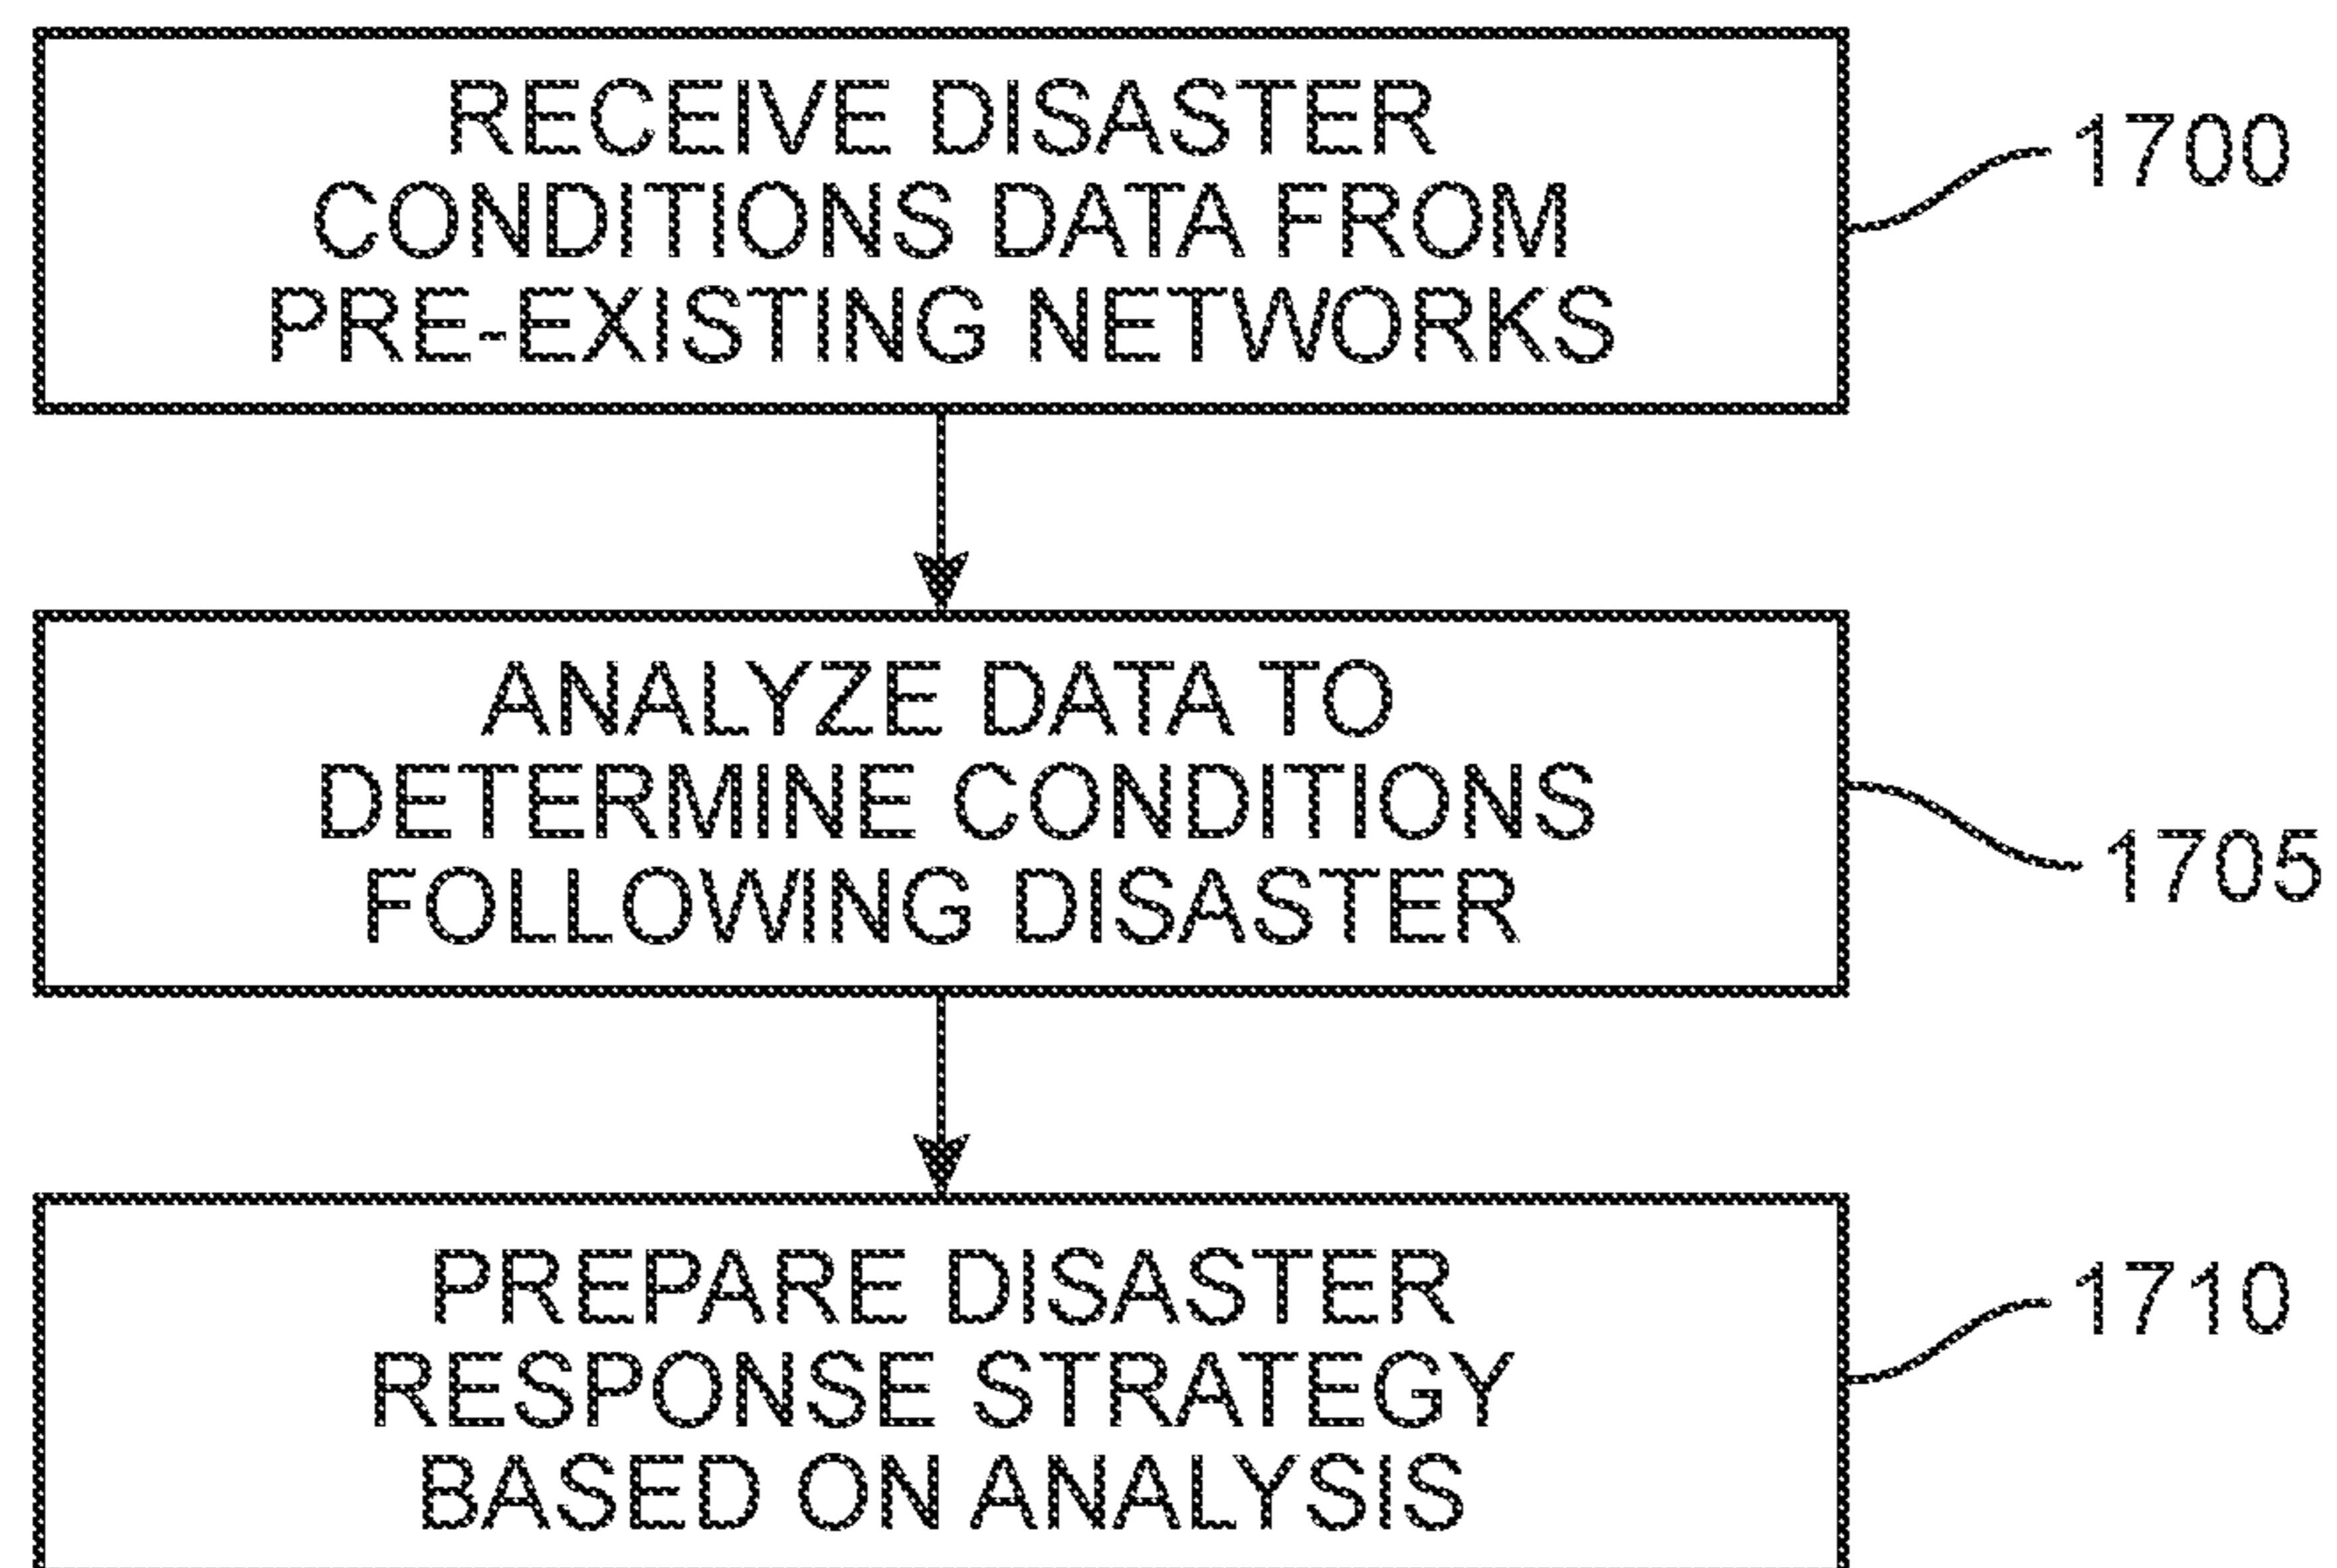 RECEIVE DISASTER
CONDITIONS DATA FROM
PRE-EXISTING NETWORKS
1700
ANALYZE DATA TO
DETERMINE CONDITIONS
FOLLOWING DISASTER
1705
PREPARE DISASTER
RESPONSE STRATEGY
BASED ON ANALYSIS
1710